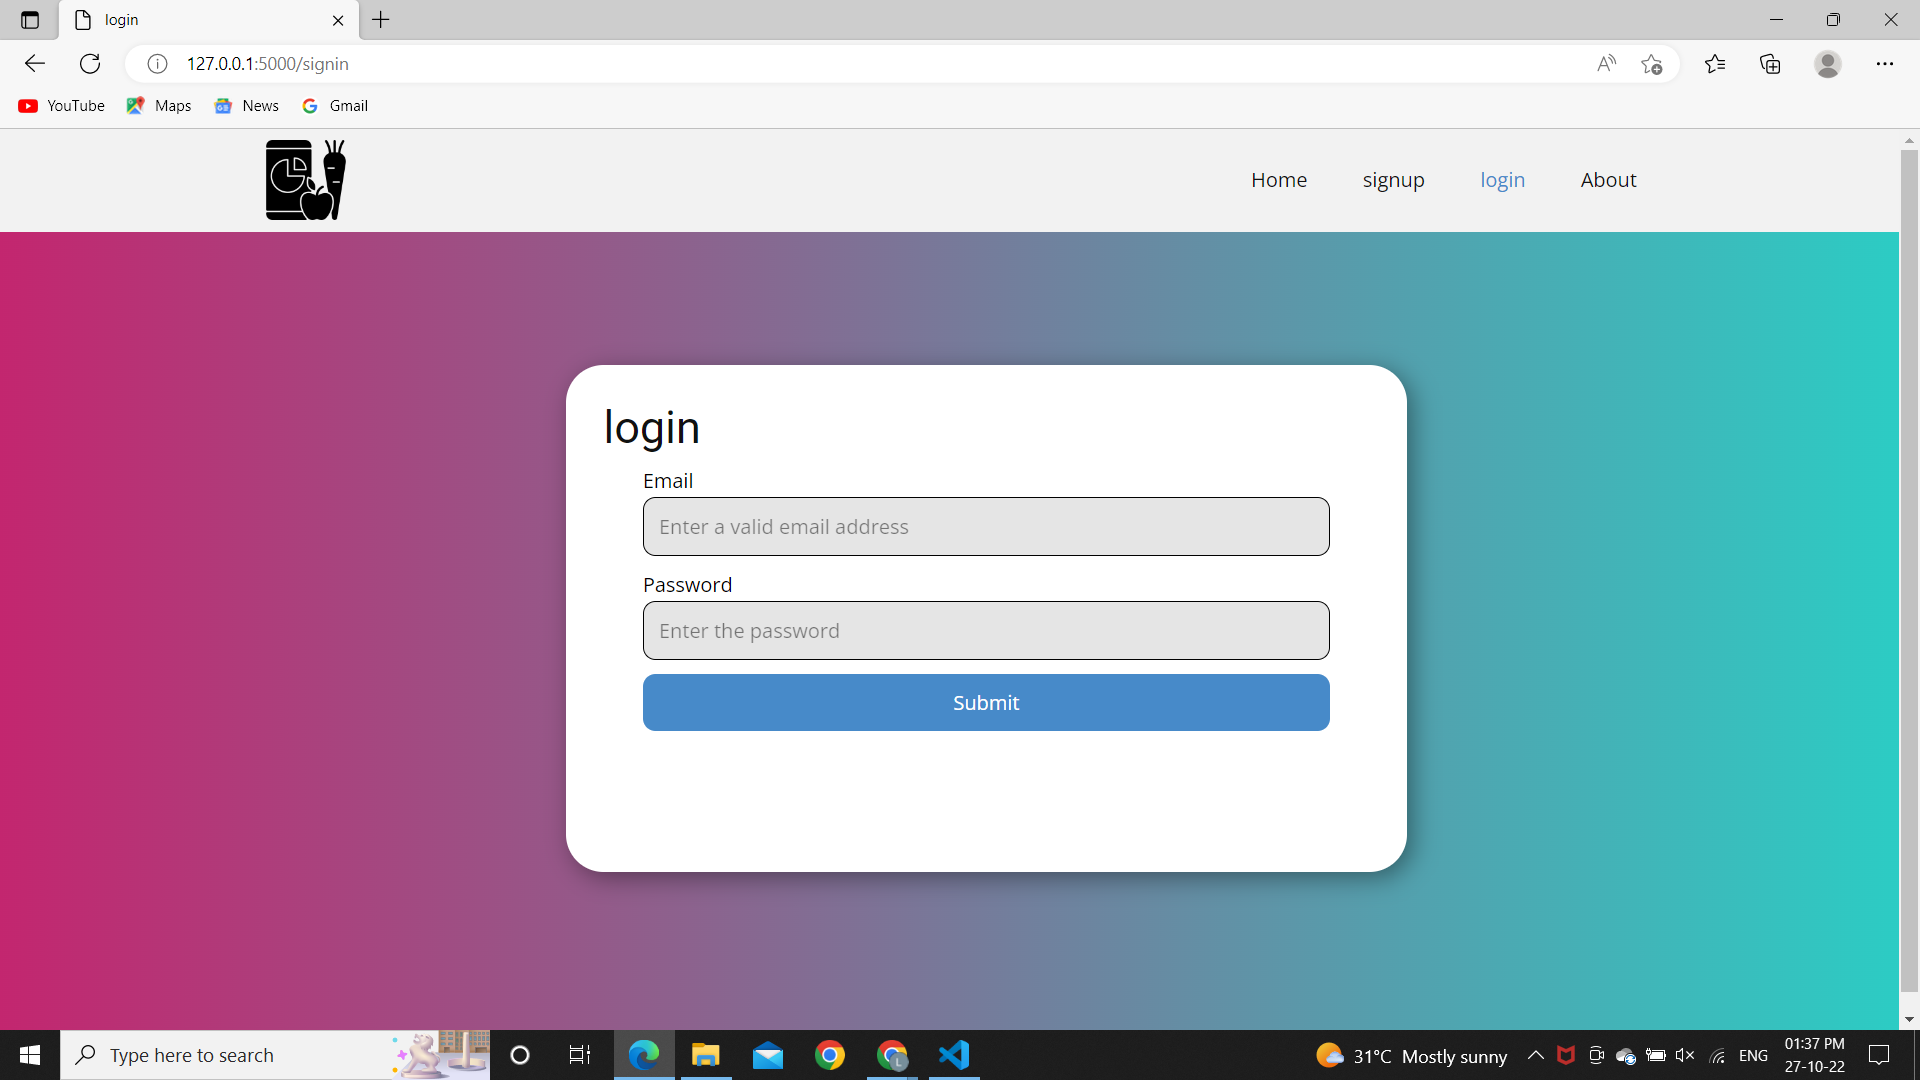 login
127.0.0.1:5000/signin
YouTube Maps News Gmail
Home signup login About
login
Email
Enter a valid email address
Password
Enter the password
Submit
Type here to search
31°C Mostly sunny
ENG
01:37 PM
27-10-22